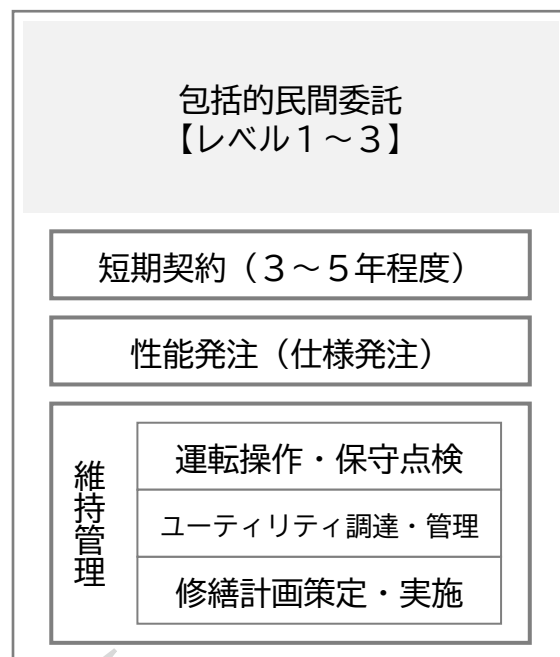 包括的民間委託
【レベル１～３】
短期契約（３～５年程度）
性能発注（仕様発注）
維持管理
運転操作・保守点検
ユーティリティ調達・管理
修繕計画策定・実施